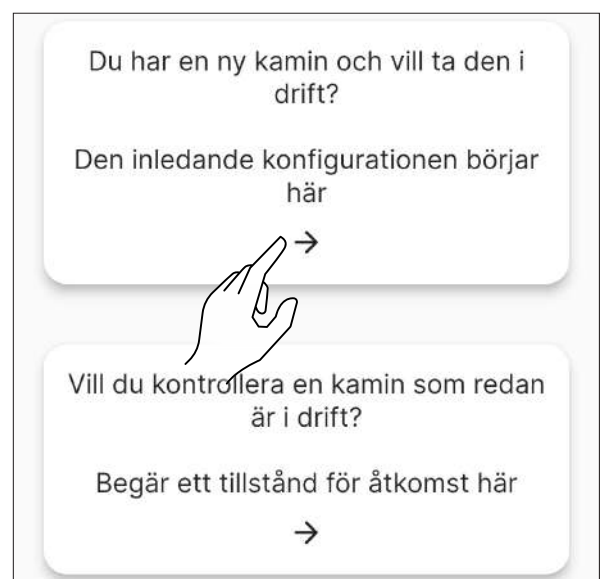 Du har en ny kamin och vill ta den i
drift?
Den inledande konfigurationen börjar
här
→
Vill du kontrollera en kamin som redan
är i drift?
Begär ett tillstånd för åtkomst här
→